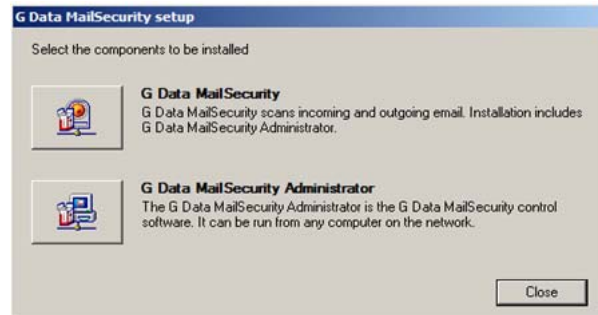 G Data MailSecurity setup
Select the components to be installed
G Data MailSecurity
G Data MailSecurity scans incoming and outgoing email. Installation includes
G Data MailSecurity Administrator.
G Data MailSecurity Administrator
The G Data MailSecurity Administrator is the G Data MailSecurity control
software. It can be run from any computer on the network.
Close